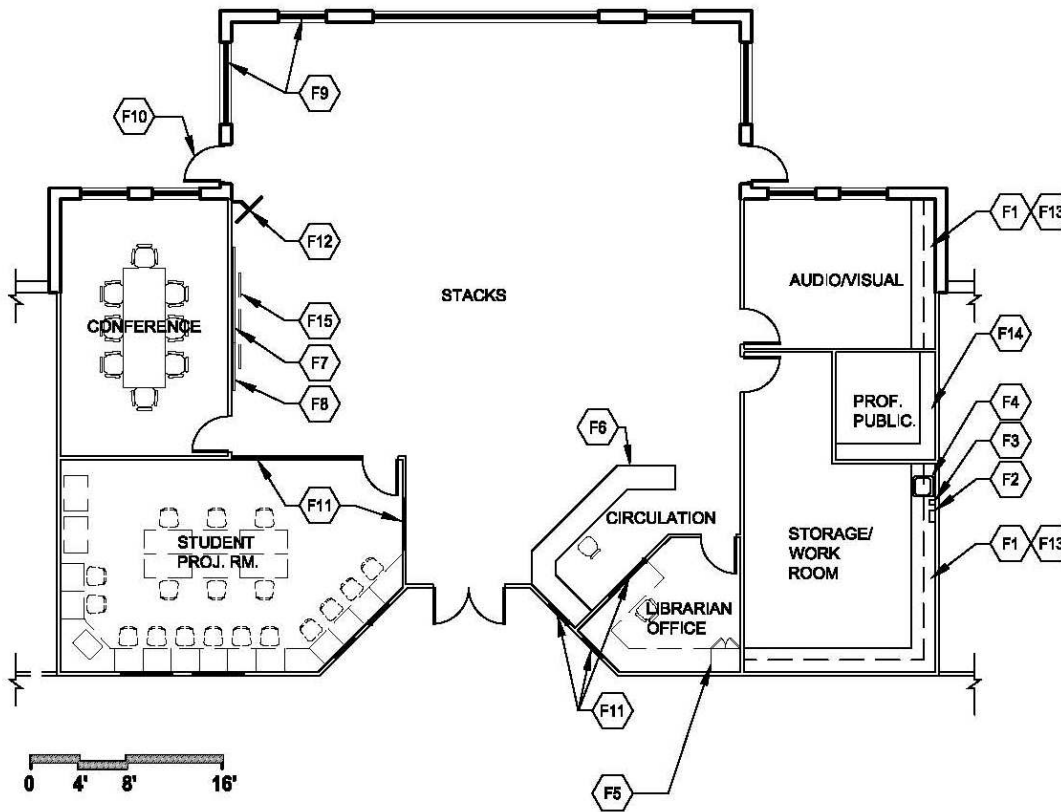 F9
F10
F12
F1 F13
STACKS
AUDIO/VISUAL
F15
CONFERENCE
F7
F14
F8
PROF.
PUBLIC.
F4
F6
F3
F2
F11
CIRCULATION
STUDENT
PROJ. RM.
STORAGE/
WORK
ROOM
F1 F13
LIBRARIAN
OFFICE
F11
F5
0 4' 8' 16'